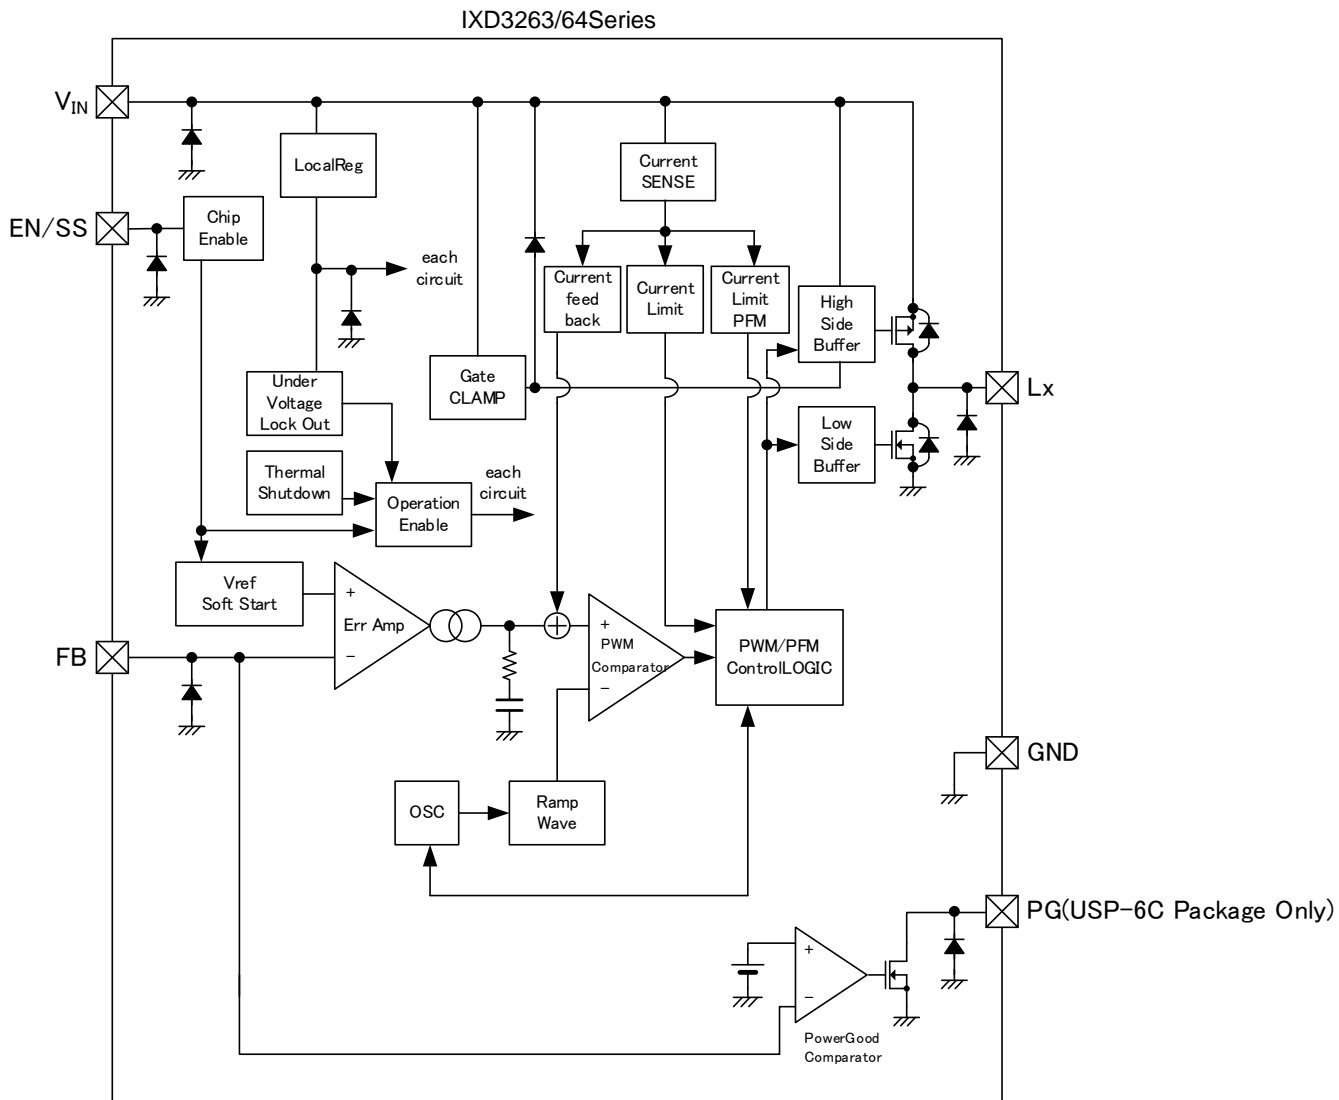 IXD3263/64Series
VIN
LocalReg
Current
SENSE
EN/SS
Chip
Enable
each
circuit
Current
feed
back
Current
Limit
Current
Limit
PFM
High
Side
Buffer
Under
Voltage
Lock Out
Gate
CLAMP
Lx
Low
Side
Buffer
Thermal
Shutdown
Operation
Enable
each
circuit
Vref
Soft Start
+
Err Amp
−
+
PWM
Comparator
−
PWM/PFM
ControlLOGIC
FB
GND
OSC
Ramp
Wave
PG(USP-6C Package Only)
+
−
PowerGood
Comparator